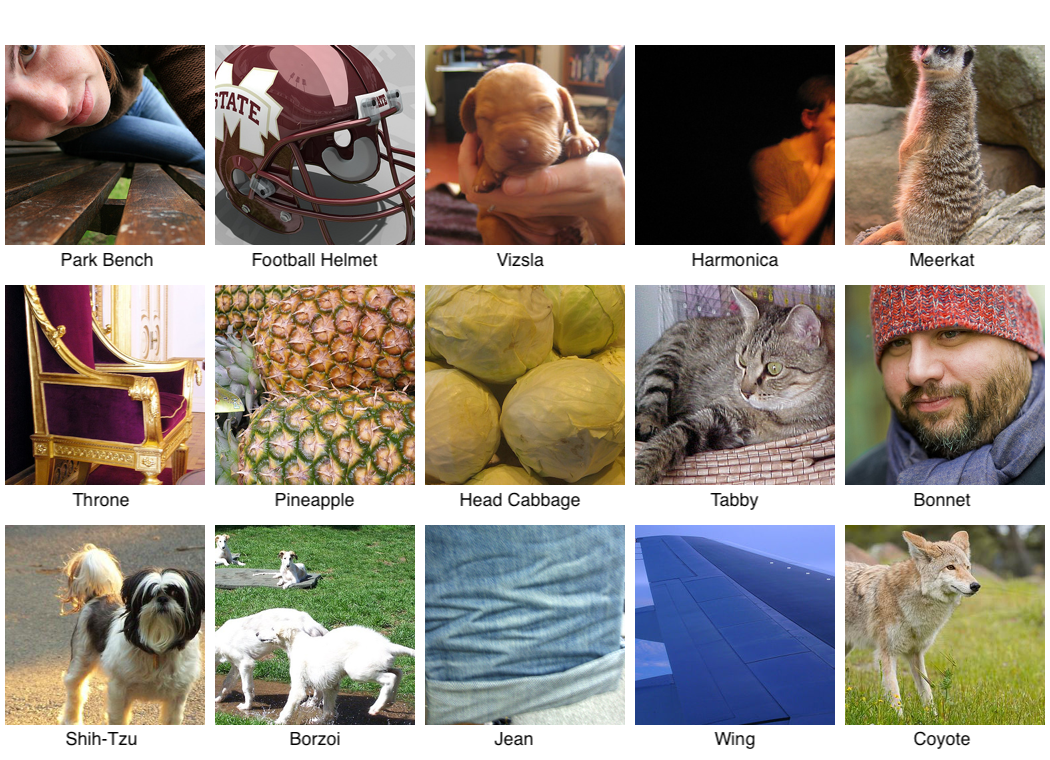 STATE
STATE
Park Bench
Football Helmet
Vizsla
Harmonica
Meerkat
Throne
Pineapple
Head Cabbage
Tabby
Bonnet
Shih-Tzu
Borzoi
Jean
Wing
Coyote